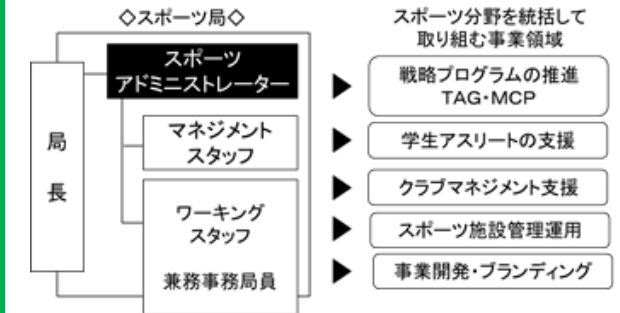 ◇スポーツ局◇
局
長
スポーツ
アドミニストレーター
マネジメント
スタッフ
ワーキング
スタッフ
兼務事務局員
スポーツ分野を統括して
取り組む事業領域
戦略プログラムの推進
TAG・MCP
学生アスリートの支援
クラブマネジメント支援
スポーツ施設管理運用
事業開発・ブランディング